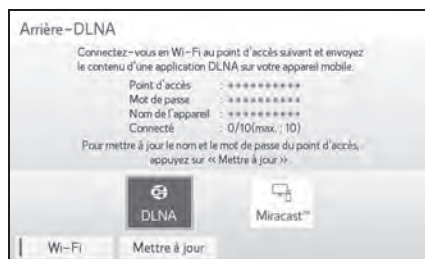 Arrière-DLNA
Connectez-vous en Wi-Fi au point d'accès suivant et envoyez
le contenu d'une application DLNA sur votre appareil mobile.
Point d'accès : **********
Mot de passe : **********
Nom de l'appareil : **********
Connecté : 0/10(max. : 10)
Pour mettre à jour le nom et le mot de passe du point d'accès,
appuyez sur « Mettre à jour ».
DLNA
Miracast™
Wi-Fi
Mettre à jour